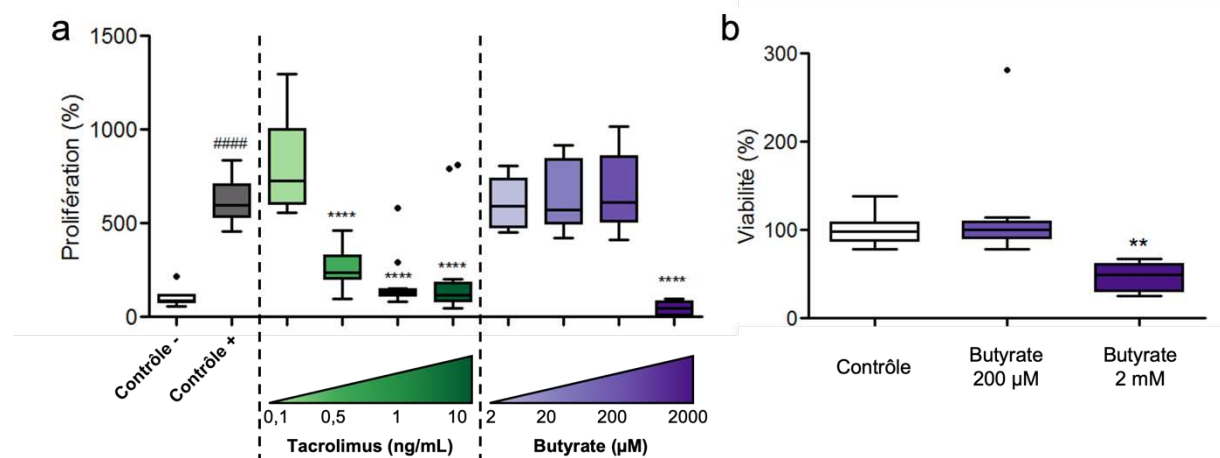 a
1500
1000
500
0
Prolifération (%)
####
****
****
****
****
Contrôle -
Contrôle +
0,1 0,5 1 10
Tacrolimus (ng/mL)
2 20 200 2000
Butyrate (µM)
b
300
200
100
0
Viabilité (%)
**
Contrôle
Butyrate
200 µM
Butyrate
2 mM